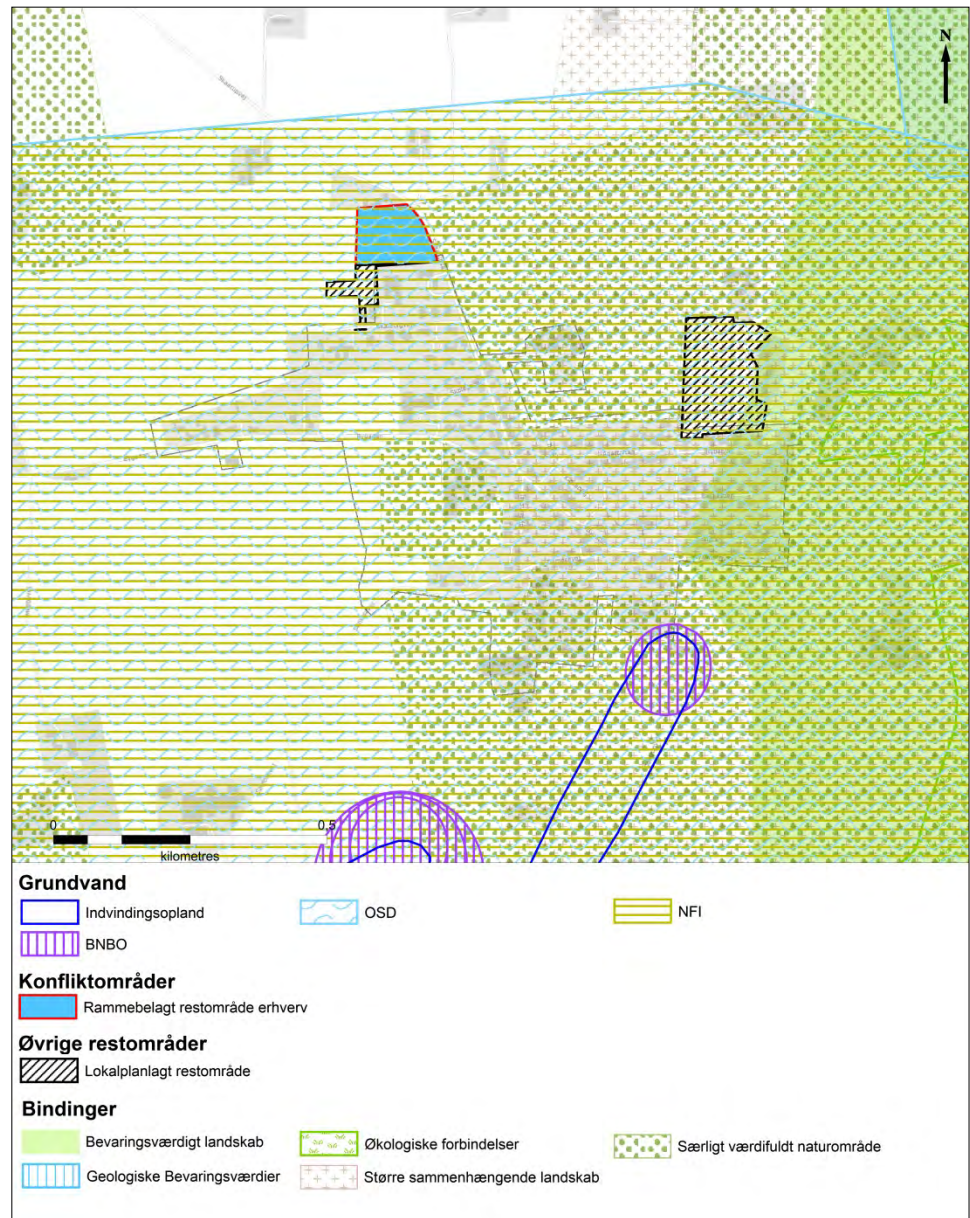 N
0
0,5
kilometres
Grundvand
Indvindingsopland
OSD
NFI
BNBO
Konfliktområder
Rammebelagt restområde erhverv
Øvrige restområder
Lokalplanlagt restområde
Bindinger
Bevaringsværdigt landskab
Økologiske forbindelser
Særligt værdifuldt naturområde
Geologiske Bevaringsværdier
Større sammenhængende landskab